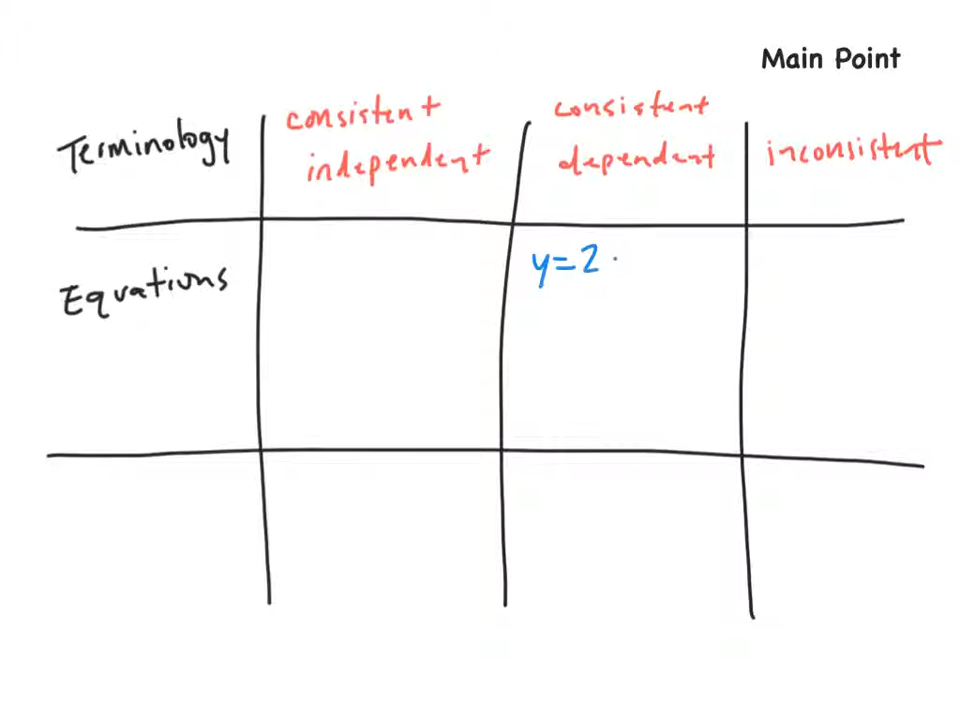 Main Point
Terminology
consistent
independent
consistent
dependent
inconsistent
Equations
y=2